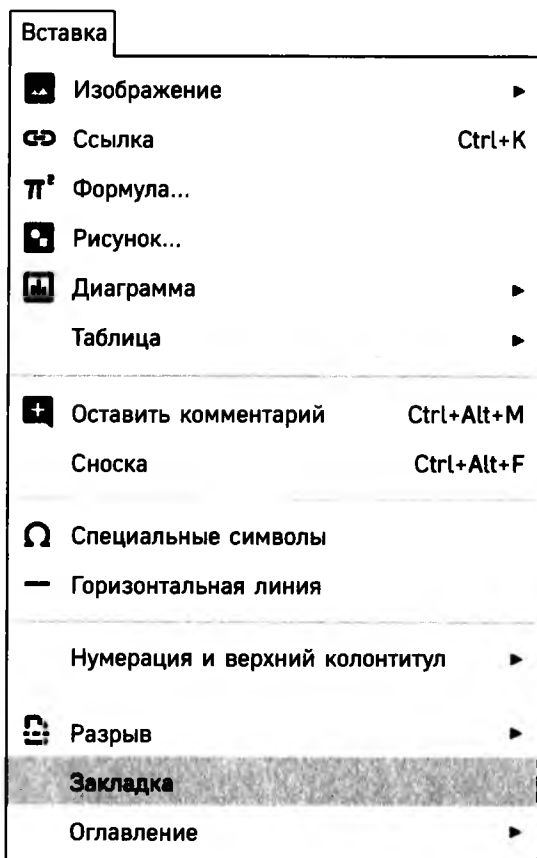 Вставка
Изображение
Ссылка Ctrl+K
π² Формула...
Рисунок...
Диаграмма
Таблица
Оставить комментарий Ctrl+Alt+M
Сноска Ctrl+Alt+F
Ω Специальные символы
Горизонтальная линия
Нумерация и верхний колонтитул
Разрыв
Закладка
Оглавление